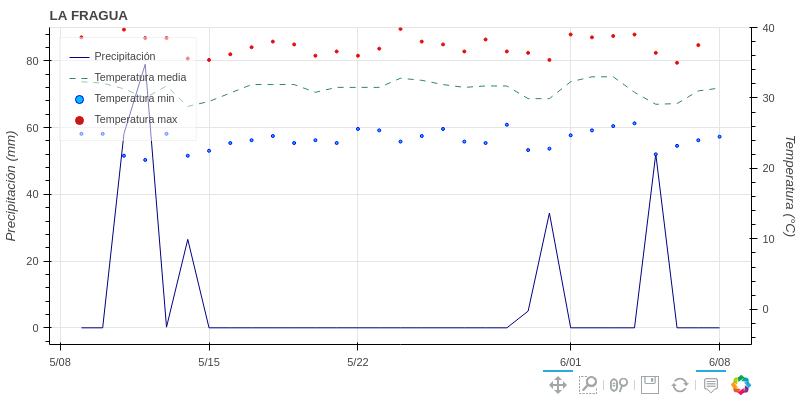 LA FRAGUA
Precipitación
Temperatura media
Temperatura min
Temperatura max
Precipitación (mm)
Temperatura (°C)
80
60
40
20
0
40
30
20
10
0
5/08
5/15
5/22
6/01
6/08